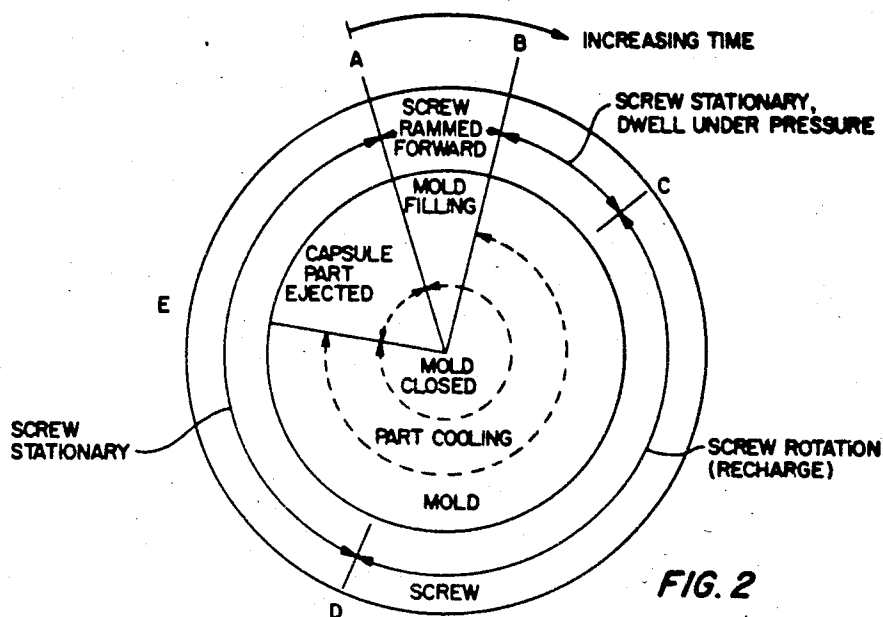 A
B
INCREASING TIME
SCREW
RAMMED
FORWARD
SCREW STATIONARY,
DWELL UNDER PRESSURE
C
MOLD
FILLING
CAPSULE
PART
EJECTED
E
MOLD
CLOSED
PART COOLING
SCREW
STATIONARY
SCREW ROTATION
(RECHARGE)
MOLD
SCREW
D
FIG. 2